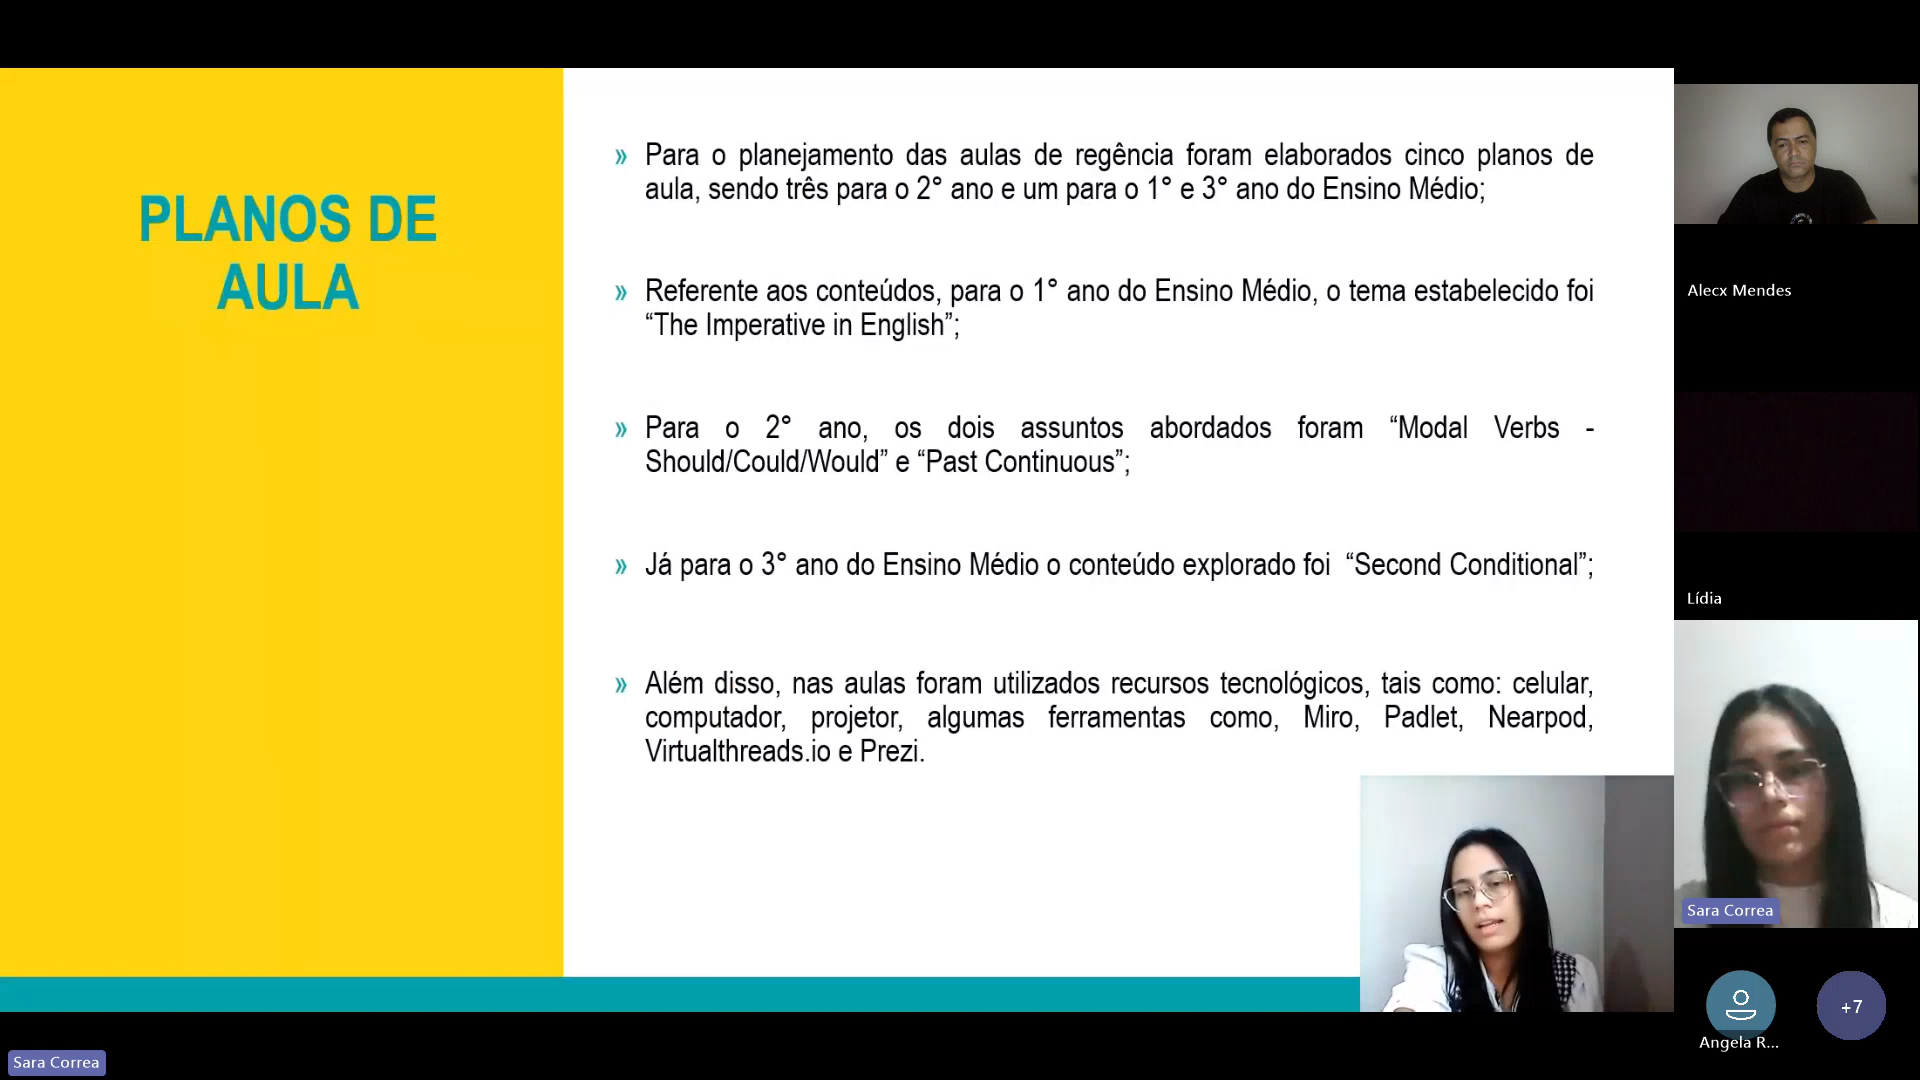 PLANOS DE
AULA
» Para o planejamento das aulas de regência foram elaborados cinco planos de
aula, sendo três para o 2° ano e um para o 1° e 3° ano do Ensino Médio;
» Referente aos conteúdos, para o 1° ano do Ensino Médio, o tema estabelecido foi
“The Imperative in English”;
» Para o 2° ano, os dois assuntos abordados foram “Modal Verbs -
Should/Could/Would” e “Past Continuous”;
» Já para o 3° ano do Ensino Médio o conteúdo explorado foi “Second Conditional”;
» Além disso, nas aulas foram utilizados recursos tecnológicos, tais como: celular,
computador, projetor, algumas ferramentas como, Miro, Padlet, Nearpod,
Virtualthreads.io e Prezi.
Alecx Mendes
Lídia
Sara Correa
Angela R...
+7
Sara Correa